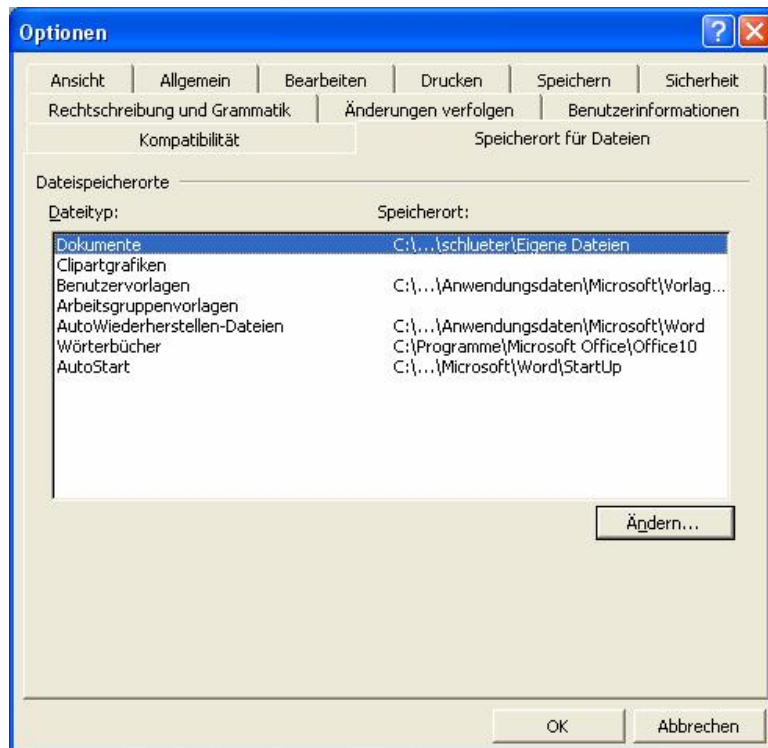 Optionen
Ansicht Allgemein Bearbeiten Drucken Speichern Sicherheit
Rechtschreibung und Grammatik Änderungen verfolgen Benutzerinformationen
Kompatibilität Speicherort für Dateien
Dateispeicherorte
Dateityp: Speicherort:
Dokumente C:\...\schlueter\Eigene Dateien
Clipartgrafiken
Benutzervorlagen C:\...\Anwendungsdaten\Microsoft\Vorlag...
Arbeitsgruppenvorlagen
AutoWiederherstellen-Dateien C:\...\Anwendungsdaten\Microsoft\Word
Wörterbücher C:\Programme\Microsoft Office\Office10
AutoStart C:\...\Microsoft\Word\StartUp
Ändern...
OK Abbrechen